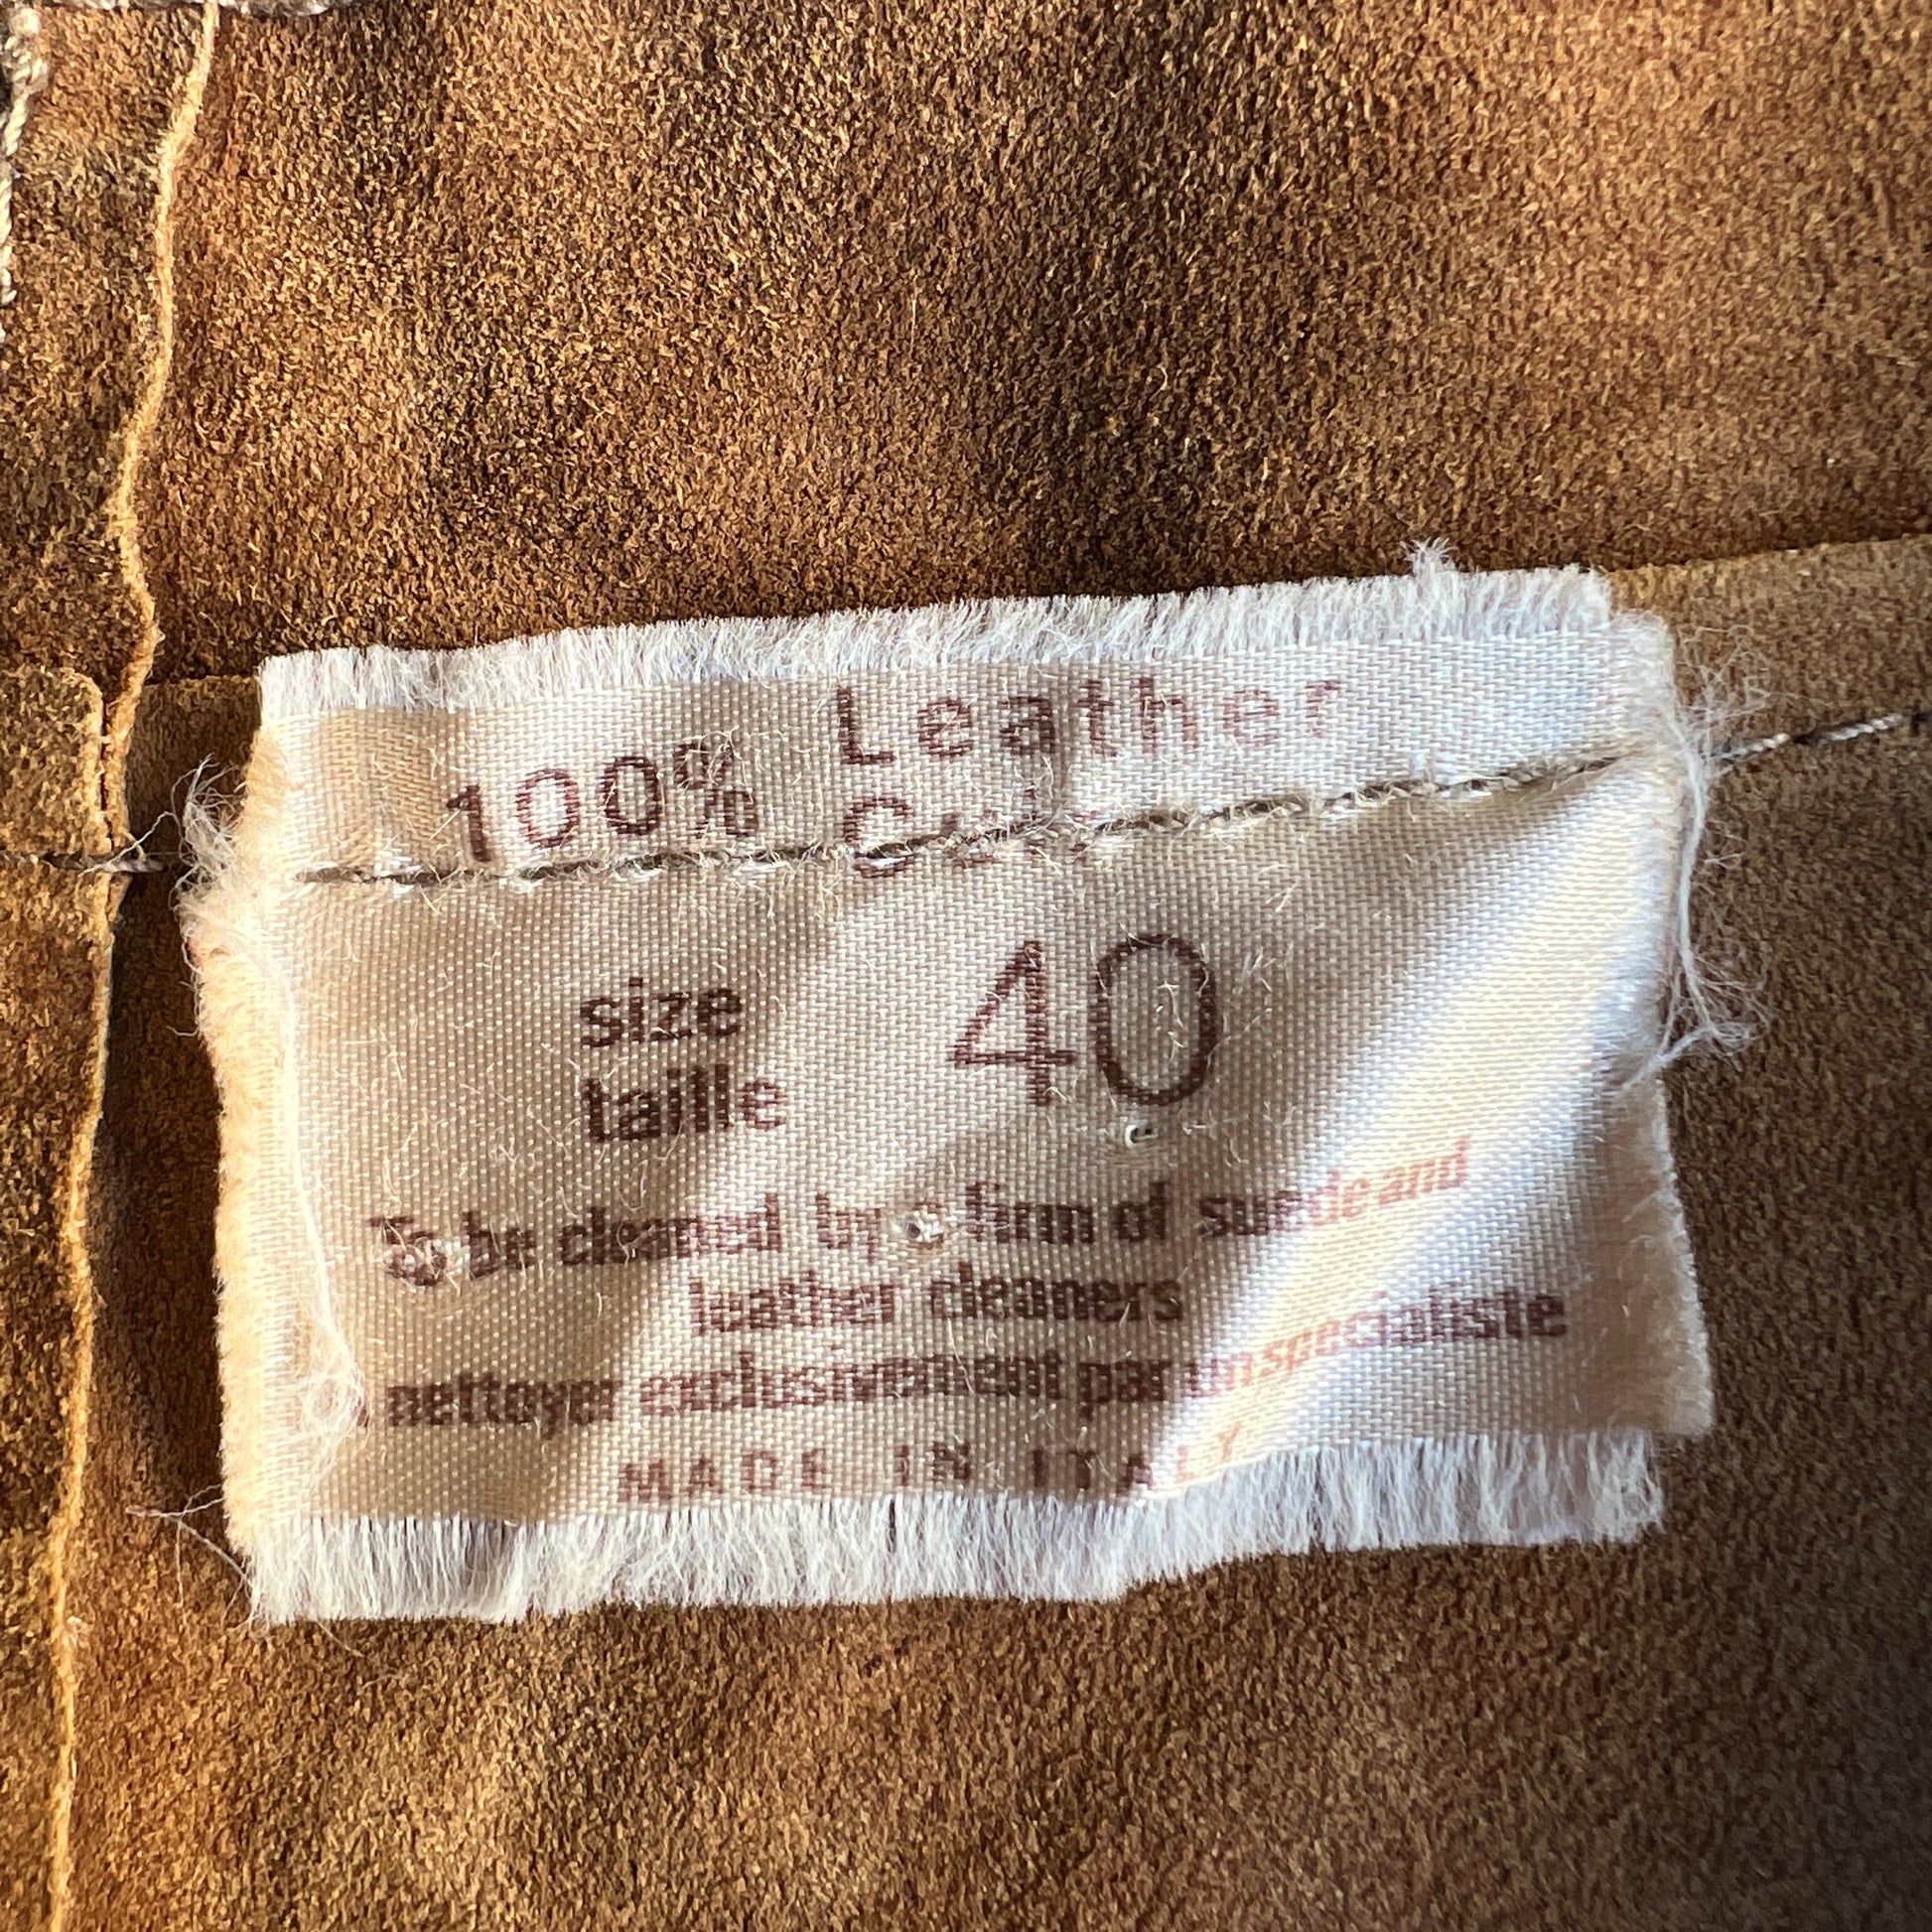 100% Leather
size 40
taille
To be cleaned by a firm of suede and
leather cleaners
nettoyer exclusivement par un specialiste
MADE IN ITALY